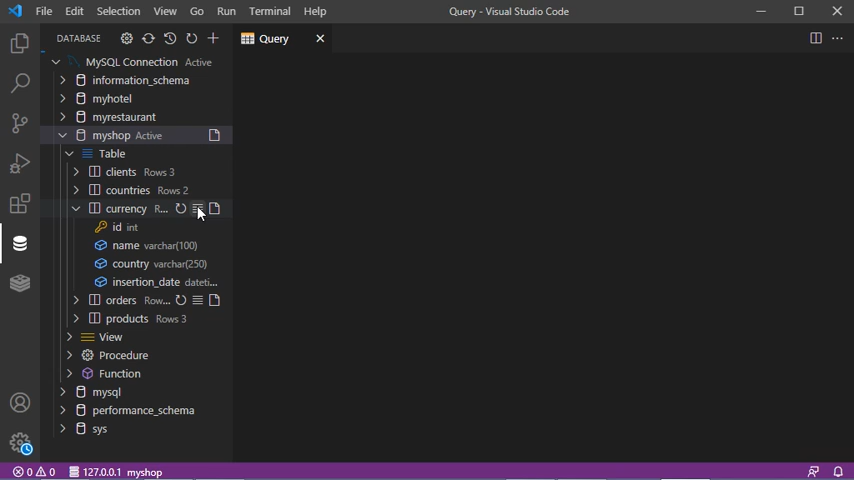 File Edit Selection View Go Run Terminal Help Query - Visual Studio Code
DATABASE
Query
MySQL Connection Active
information_schema
myhotel
myrestaurant
myshop Active
Table
clients Rows 3
countries Rows 2
currency R...
id int
name varchar(100)
country varchar(250)
insertion_date dateti...
orders Row...
products Rows 3
View
Procedure
Function
mysql
performance_schema
sys
0 0 127.0.0.1 myshop